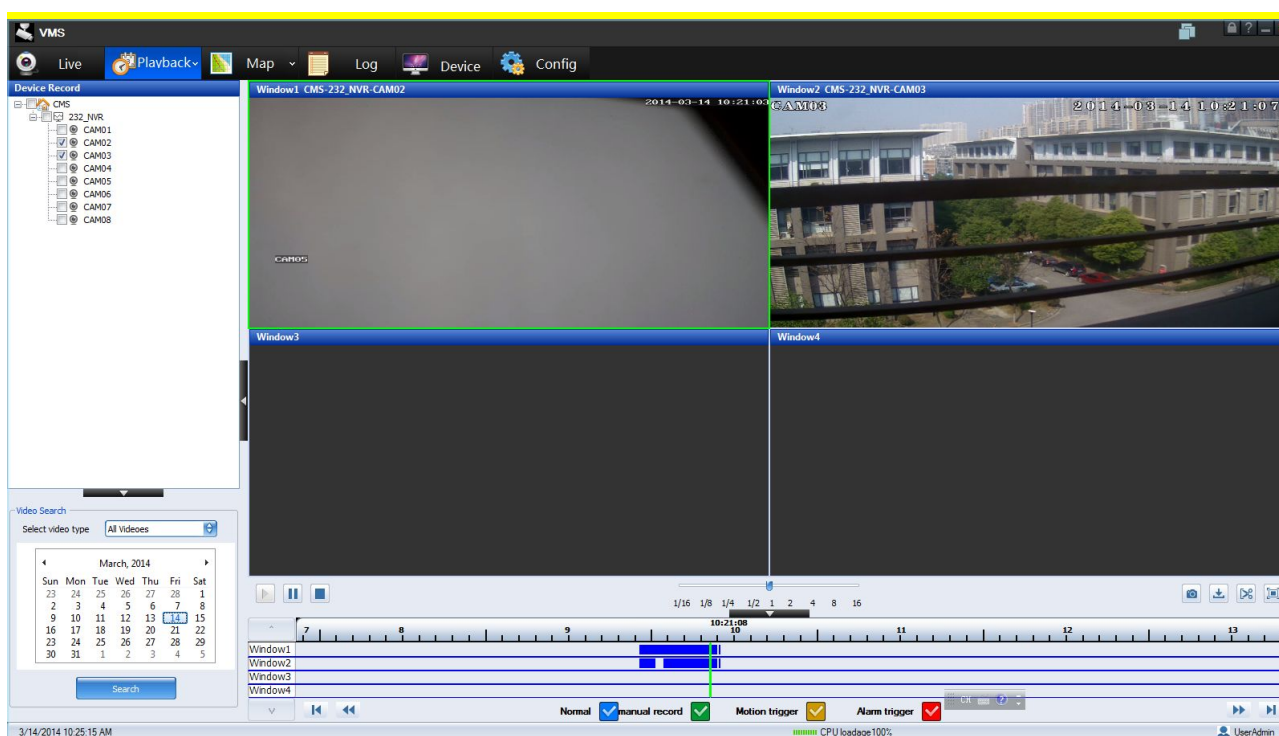 VMS
Live Playback Map Log Device Config
Device Record
CMS
232_NVR
CAM01
CAM02
CAM03
CAM04
CAM05
CAM06
CAM07
CAM08
Window1 CMS-232_NVR-CAM02
2014-03-14 10:21:03
CAM05
Window2 CMS-232_NVR-CAM03
CAM03 2014-03-14 10:21:07
Window3
Window4
Video Search
Select video type All Videoes
March, 2014
Sun Mon Tue Wed Thu Fri Sat
23 24 25 26 27 28 1
2 3 4 5 6 7 8
9 10 11 12 13 14 15
16 17 18 19 20 21 22
23 24 25 26 27 28 29
30 31 1 2 3 4 5
Search
1/16 1/8 1/4 1/2 1 2 4 8 16
10:21:08
7 8 9 10 11 12 13
Window1
Window2
Window3
Window4
Normal manual record Motion trigger Alarm trigger
CH
3/14/2014 10:25:15 AM CPU loadage100% UserAdmin